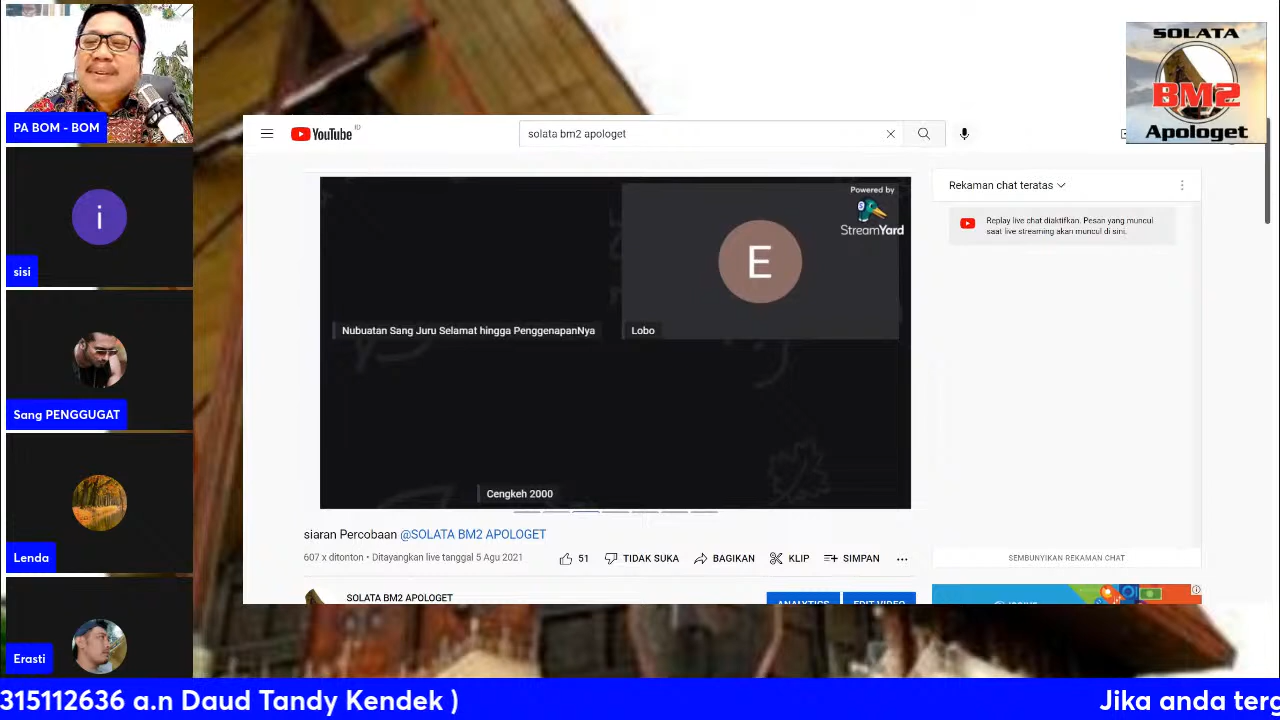 PA BOM - BOM
i
sisi
Sang PENGGUGAT
Lenda
Erasti
YouTube ID
solata bm2 apologet
SOLATA
BM2
Apologet
Powered by
StreamYard
E
Nubuatan Sang Juru Selamat hingga PenggenapanNya
Lobo
Cengkeh 2000
Rekaman chat teratas
Replay live chat diaktifkan. Pesan yang muncul
saat live streaming akan muncul di sini.
SEMBUNYIKAN REKAMAN CHAT
siaran Percobaan @SOLATA BM2 APOLOGET
607 x ditonton • Ditayangkan live tanggal 5 Agu 2021
51
TIDAK SUKA
BAGIKAN
KLIP
SIMPAN
SOLATA BM2 APOLOGET
ANALYTICS
EDIT VIDEO
315112636 a.n Daud Tandy Kendek )
Jika anda terg